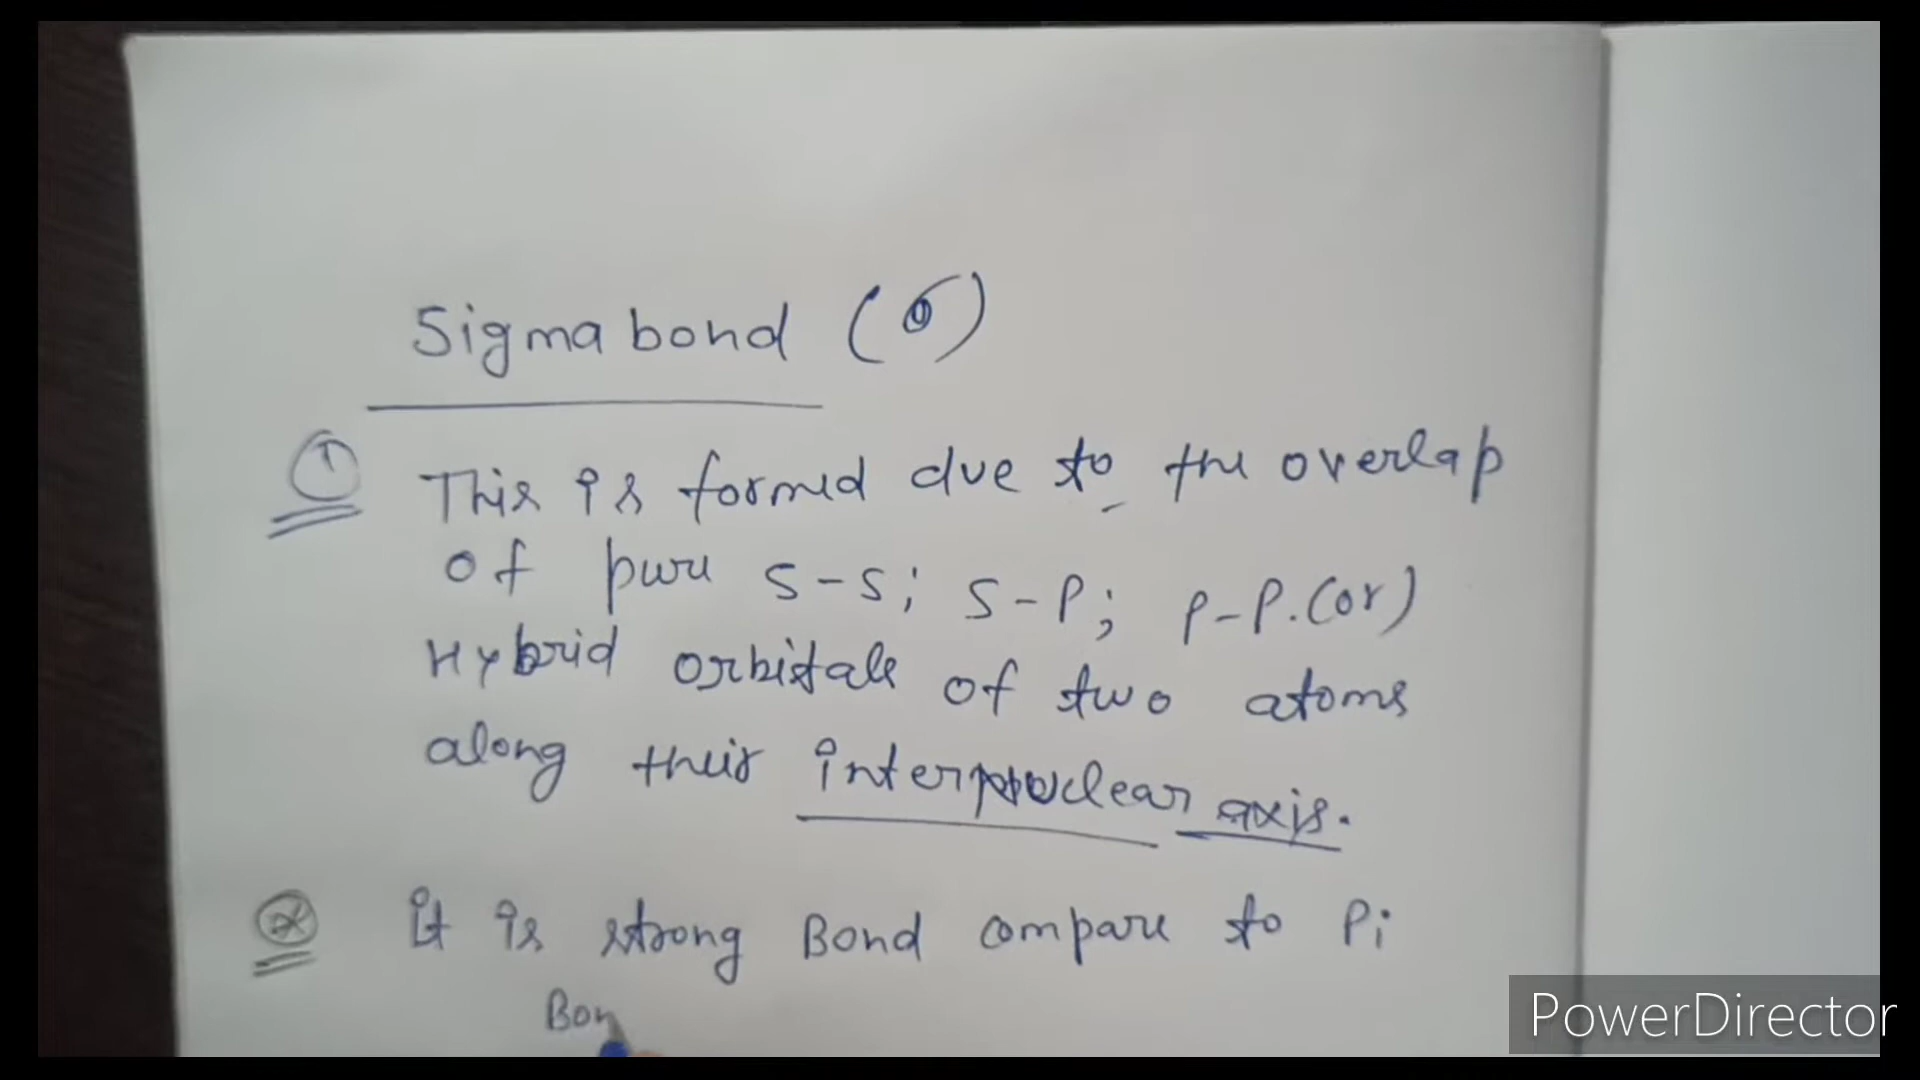 Sigma bond (σ)
① This is formed due to the overlap
of pure s-s; s-p; p-p. (or)
Hybrid orbitals of two atoms
along their internuclear axis.
② It is strong Bond compare to Pi
Bon
PowerDirector